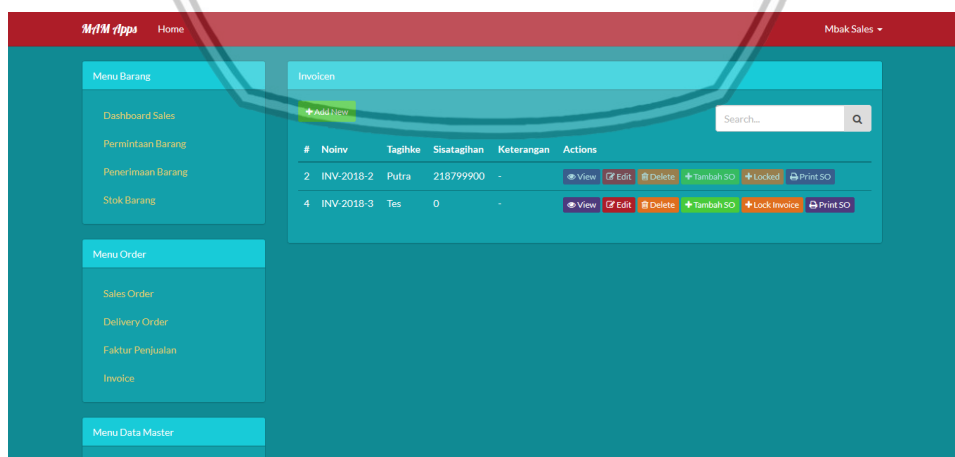 MAM Apps Home Mbak Sales
Menu Barang
Dashboard Sales
Permintaan Barang
Penerimaan Barang
Stok Barang
Menu Order
Sales Order
Delivery Order
Faktur Penjualan
Invoice
Menu Data Master
Invoicen
+Add New Search...
# Noinv Tagihke Sisatagihan Keterangan Actions
2 INV-2018-2 Putra 218799900 - View Edit Delete +Tambah SO +Locked Print SO
4 INV-2018-3 Tes 0 - View Edit Delete +Tambah SO +Lock Invoice Print SO